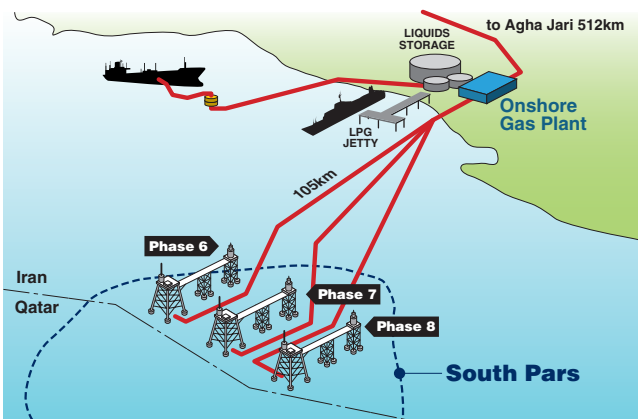 to Agha Jari 512km
LIQUIDS
STORAGE
Onshore
Gas Plant
LPG
JETTY
105km
Phase 6
Iran
Qatar
Phase 7
Phase 8
South Pars